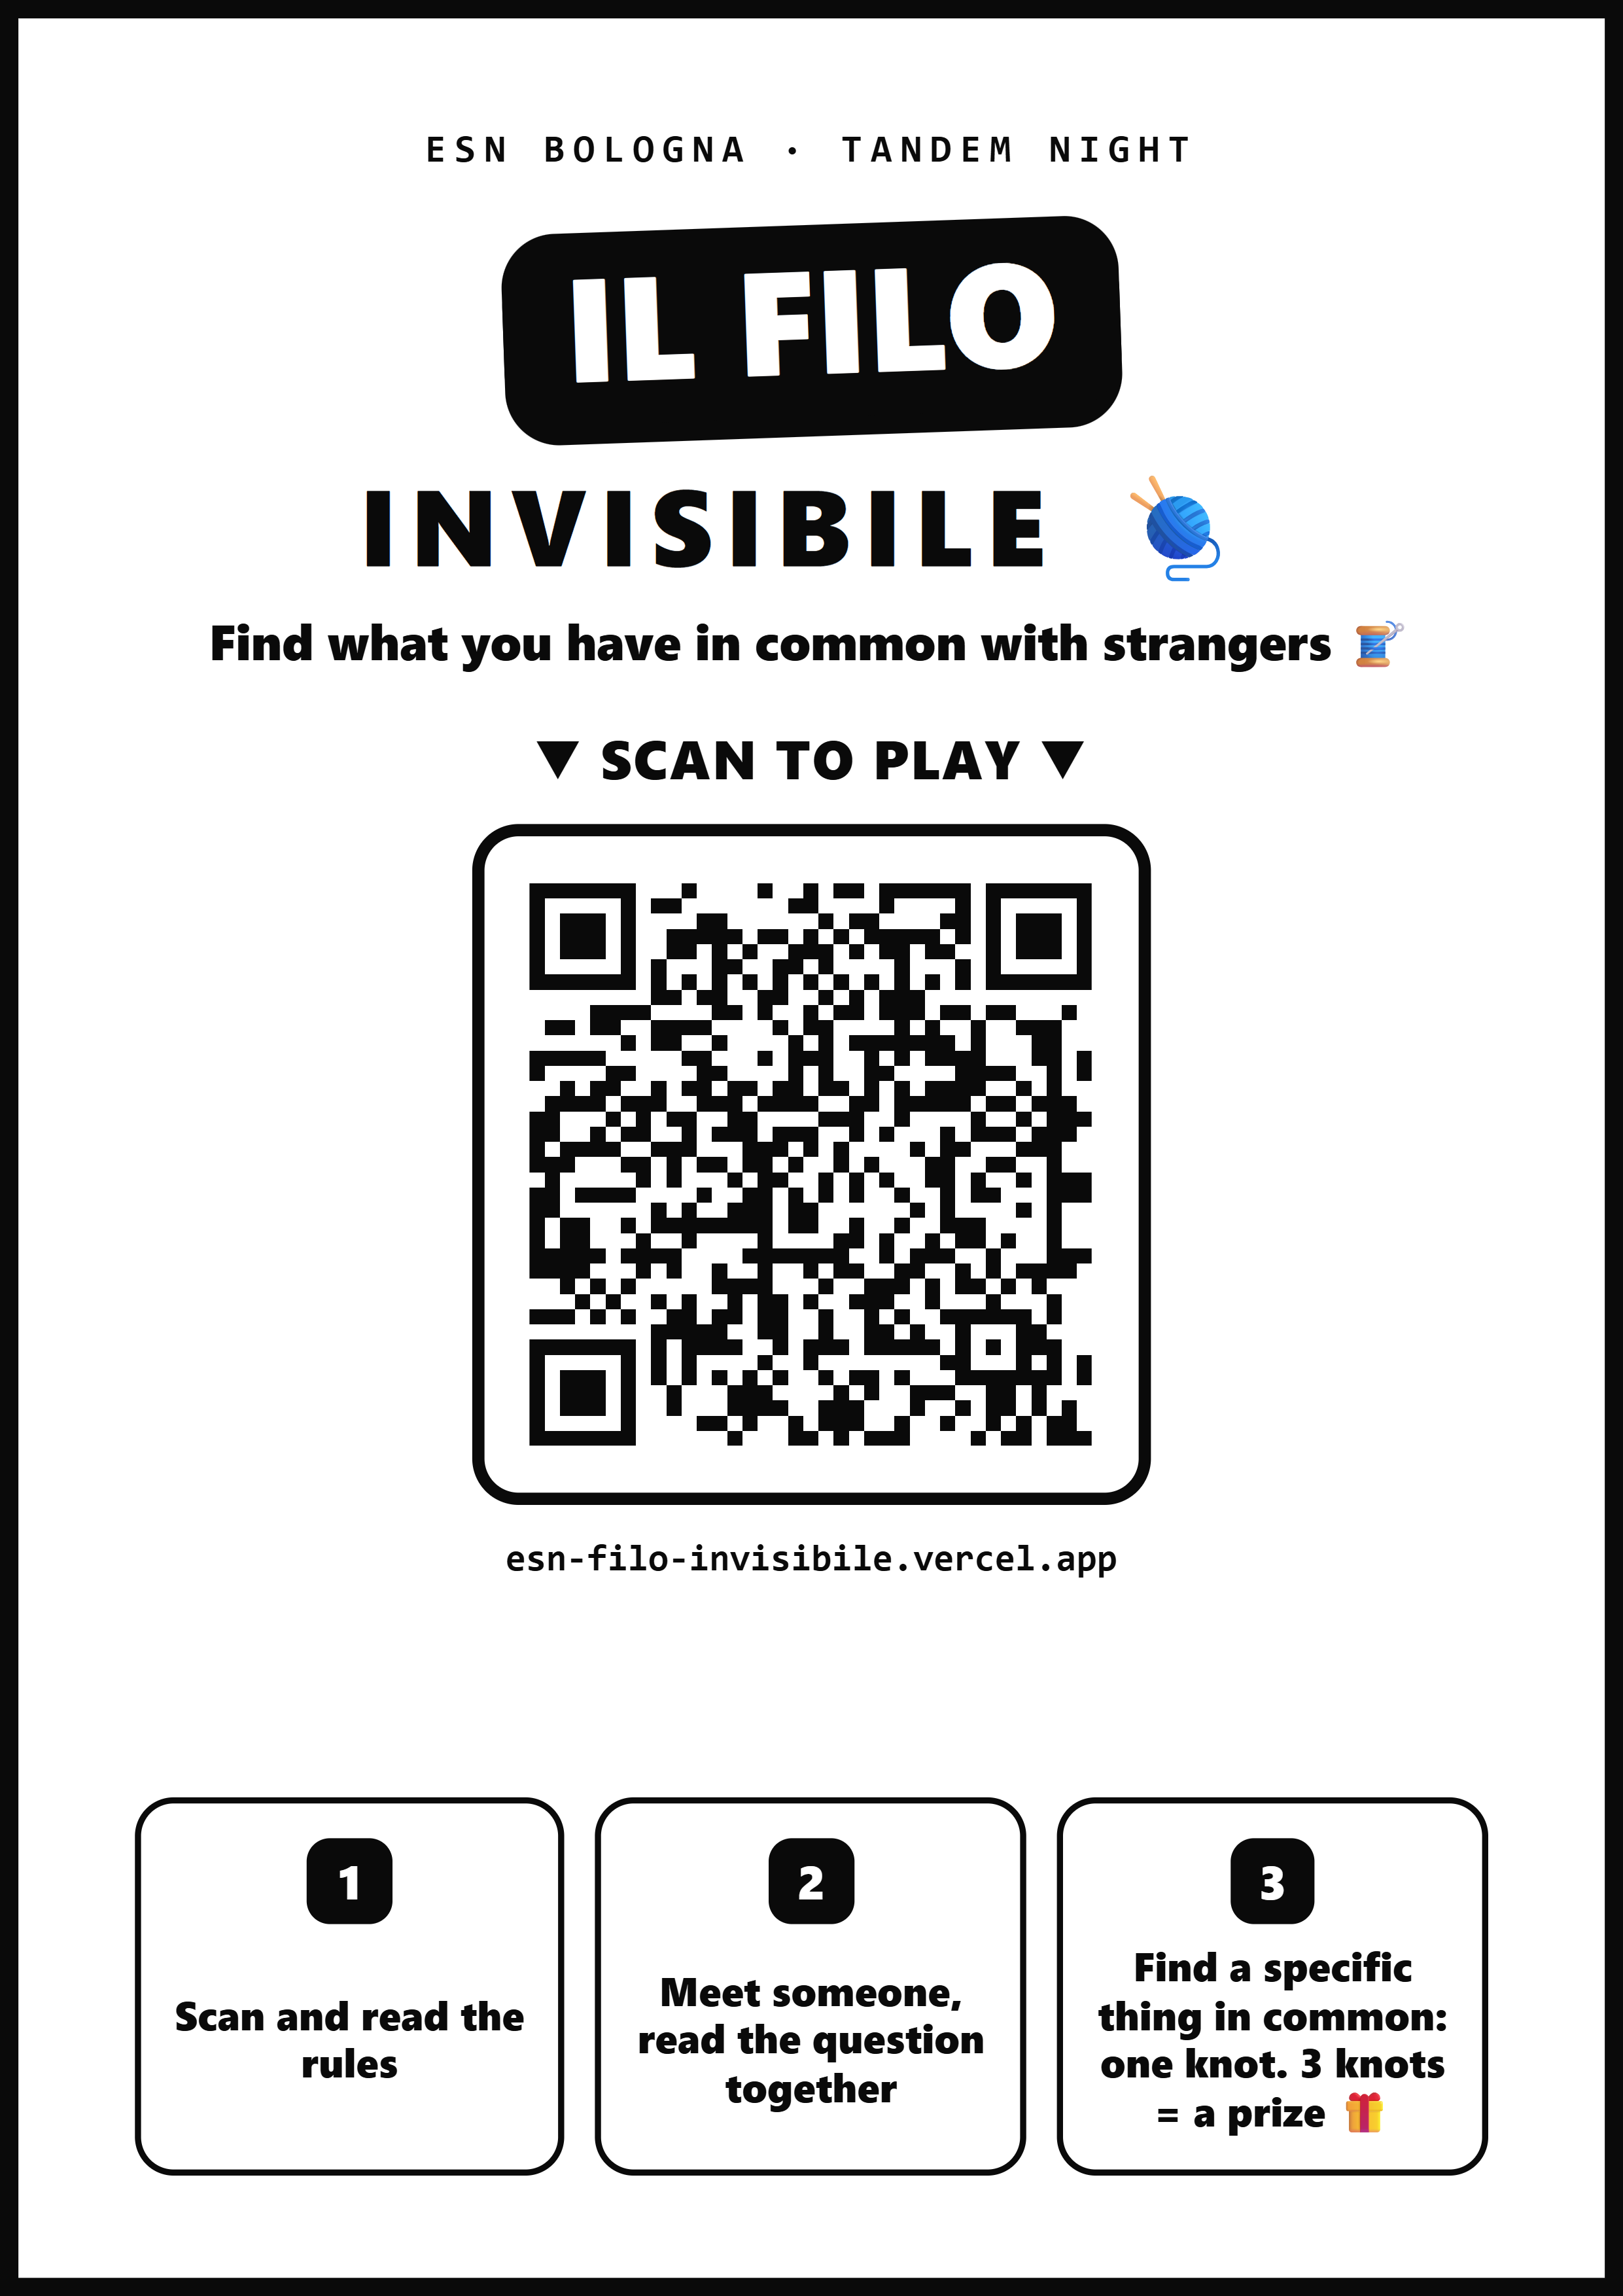 ESN BOLOGNA · TANDEM NIGHT
IL FILO
INVISIBILE
Find what you have in common with strangers
▼ SCAN TO PLAY ▼
esn-filo-invisibile.vercel.app
1
Scan and read the
rules
2
Meet someone,
read the question
together
3
Find a specific
thing in common:
one knot. 3 knots
= a prize